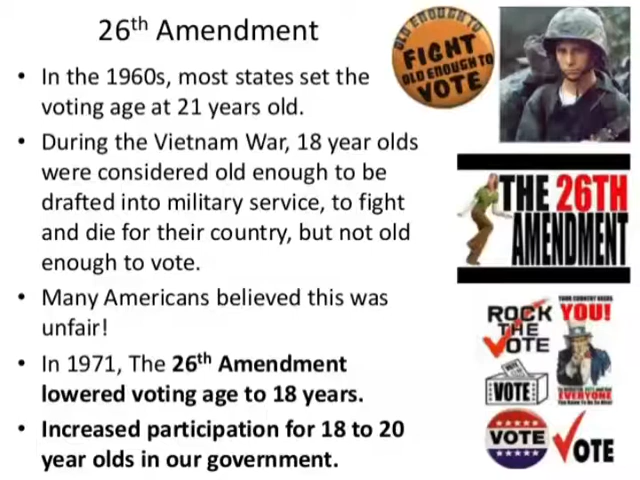 26th Amendment
• In the 1960s, most states set the
voting age at 21 years old.
• During the Vietnam War, 18 year olds
were considered old enough to be
drafted into military service, to fight
and die for their country, but not old
enough to vote.
• Many Americans believed this was
unfair!
• In 1971, The 26th Amendment
lowered voting age to 18 years.
• Increased participation for 18 to 20
year olds in our government.
OLD ENOUGH TO
FIGHT
OLD ENOUGH TO
VOTE
THE 26TH
AMENDMENT
ROCK
THE
VOTE
YOUR COUNTRY NEEDS
YOU!
EVERYONE
VOTE
VOTE
VOTE